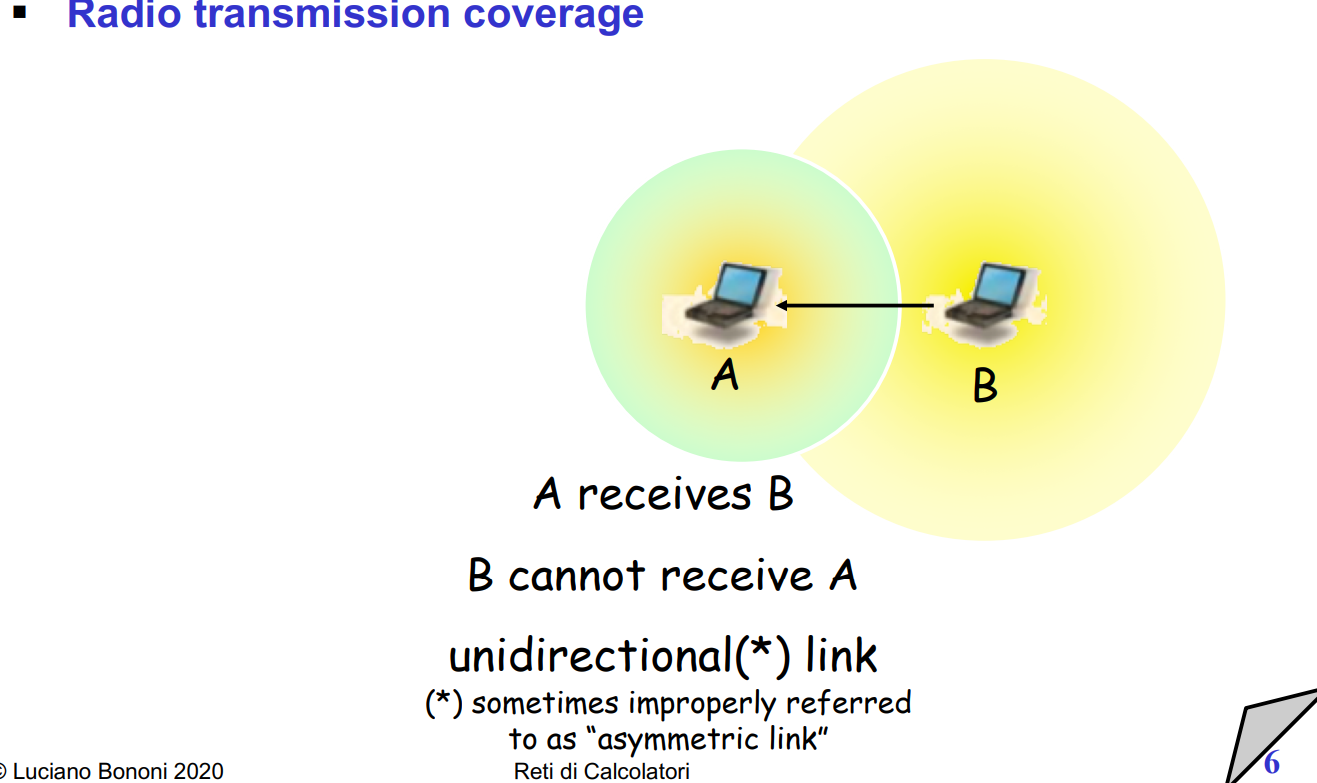 ▪ Radio transmission coverage
A
B
A receives B
B cannot receive A
unidirectional(*) link
(*) sometimes improperly referred
to as “asymmetric link”
© Luciano Bononi 2020
Reti di Calcolatori
6